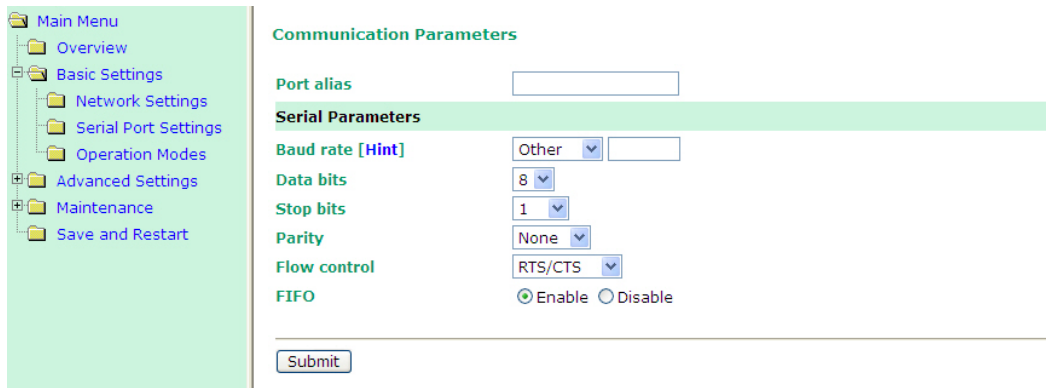 Main Menu
Overview
Basic Settings
Network Settings
Serial Port Settings
Operation Modes
Advanced Settings
Maintenance
Save and Restart
Communication Parameters
Port alias
Serial Parameters
Baud rate [Hint] Other
Data bits 8
Stop bits 1
Parity None
Flow control RTS/CTS
FIFO Enable Disable
Submit